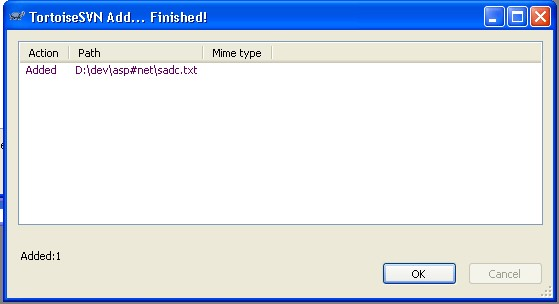 TortoiseSVN Add... Finished!
Action Path Mime type
Added D:\dev\asp#net\sadc.txt
Added:1
OK Cancel